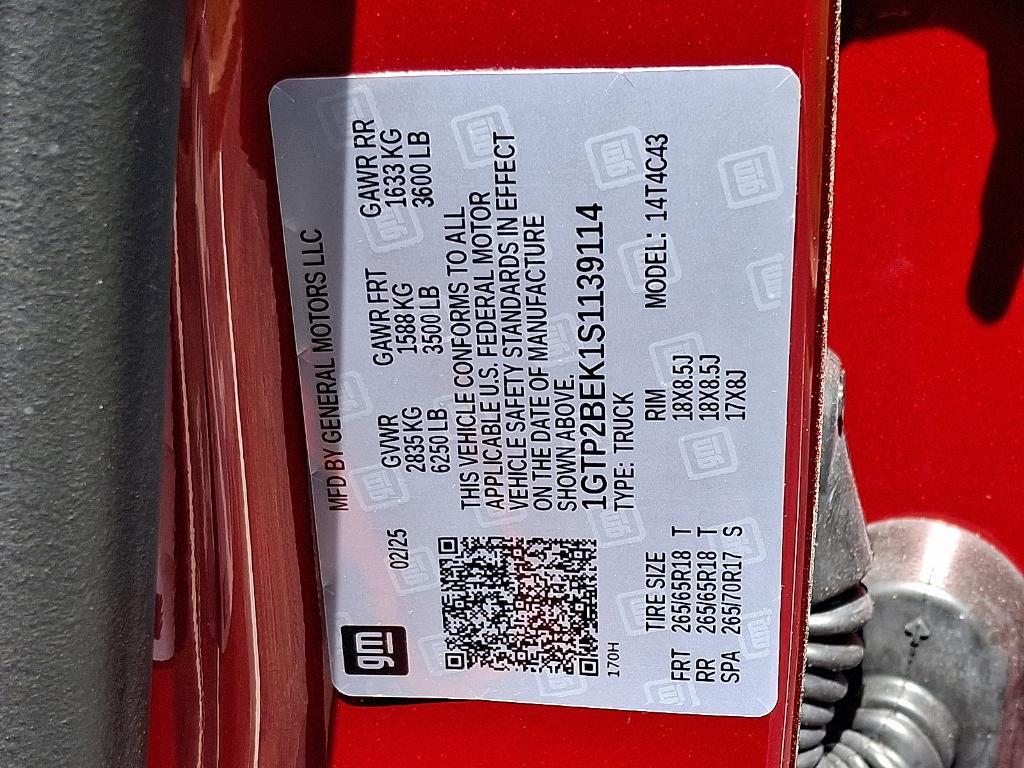 gm
MFD BY GENERAL MOTORS LLC
02/25
GVWR GAWR FRT GAWR RR
2835 KG 1588 KG 1633 KG
6250 LB 3500 LB 3600 LB
THIS VEHICLE CONFORMS TO ALL
APPLICABLE U.S. FEDERAL MOTOR
VEHICLE SAFETY STANDARDS IN EFFECT
ON THE DATE OF MANUFACTURE
SHOWN ABOVE.
1GTP2BEK1S1139114
TYPE: TRUCK MODEL: 14T4C43
170H
TIRE SIZE RIM
FRT 265/65R18 T 18X8.5J
RR 265/65R18 T 18X8.5J
SPA 265/70R17 S 17X8J